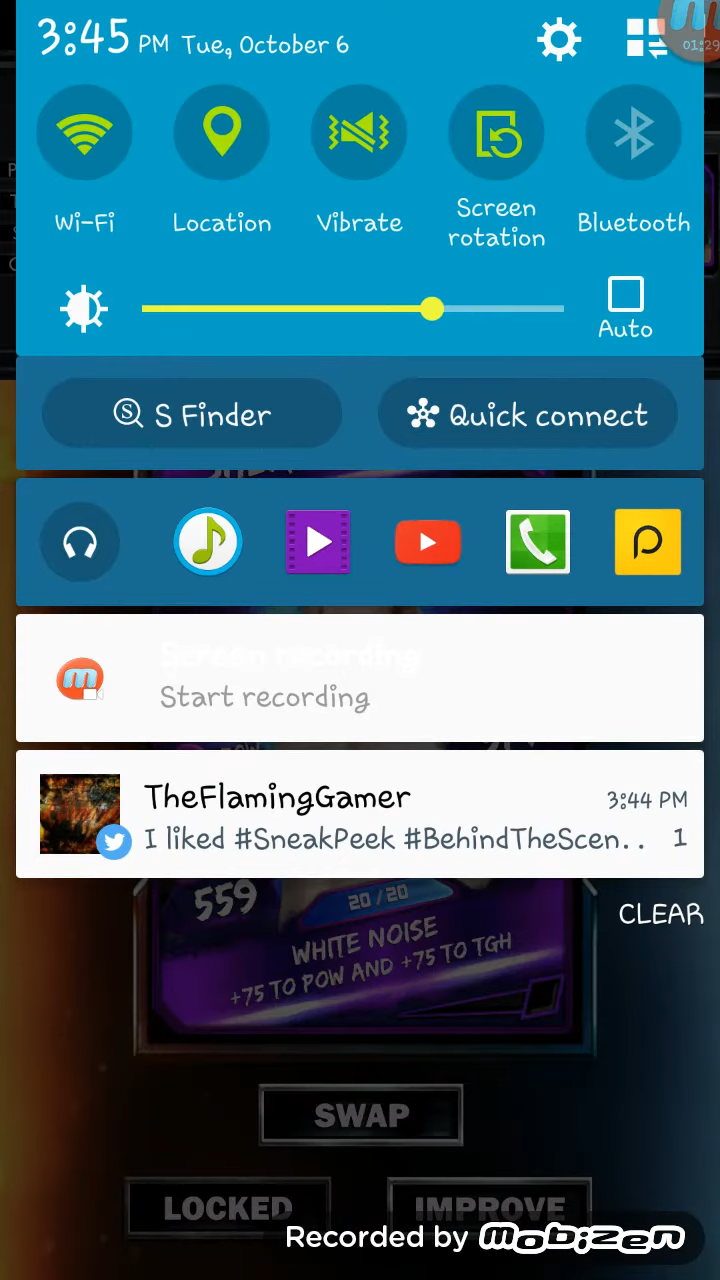 3:45 PM Tue, October 6
01:29
Wi-Fi
Location
Vibrate
Screen rotation
Bluetooth
Auto
S Finder
Quick connect
Screen recording
Start recording
TheFlamingGamer 3:44 PM
I liked #SneakPeek #BehindTheScen.. 1
CLEAR
559
20/20
WHITE NOISE
+75 TO POW AND +75 TO TGH
SWAP
LOCKED
IMPROVE
Recorded by mobizen